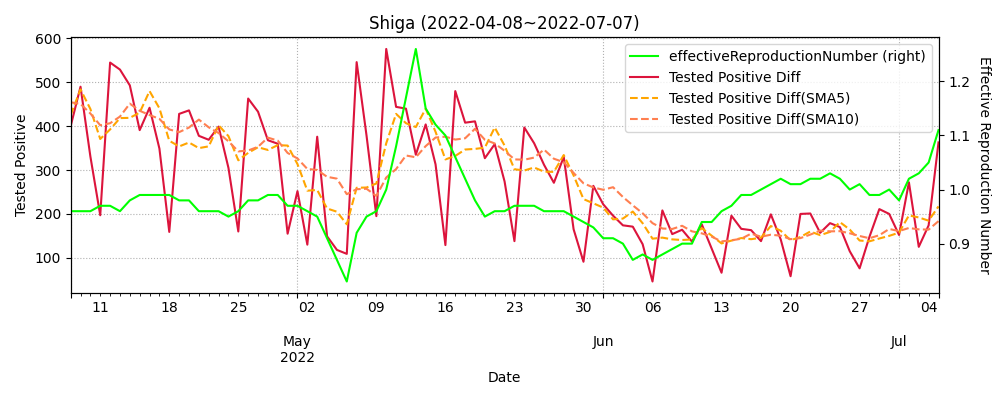 Shiga (2022-04-08~2022-07-07)
effectiveReproductionNumber (right)
Tested Positive Diff
Tested Positive Diff(SMA5)
Tested Positive Diff(SMA10)
Tested Positive
600
500
400
300
200
100
Effective Reproduction Number
1.2
1.1
1.0
0.9
11 18 25 02 09 16 23 30 06 13 20 27 04
May Jun Jul
2022
Date